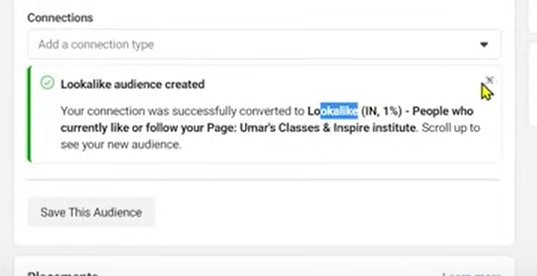 Connections
Add a connection type
Lookalike audience created
Your connection was successfully converted to Lookalike (IN, 1%) - People who
currently like or follow your Page: Umar's Classes & Inspire institute. Scroll up to
see your new audience.
Save This Audience
Placements
Learn more